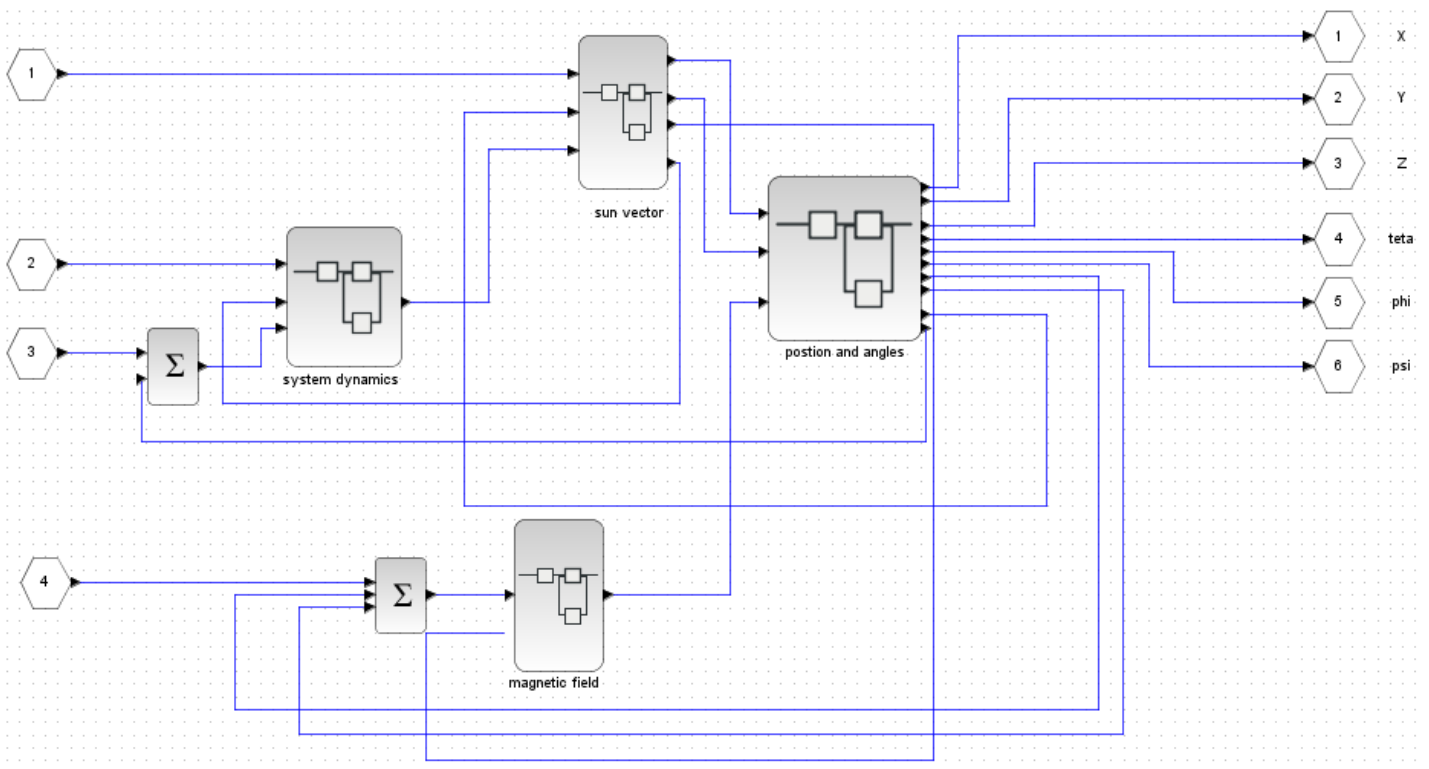 1
X
1
2
Y
3
Z
sun vector
2
4
teta
3
5
phi
Σ
postion and angles
6
psi
system dynamics
4
Σ
magnetic field